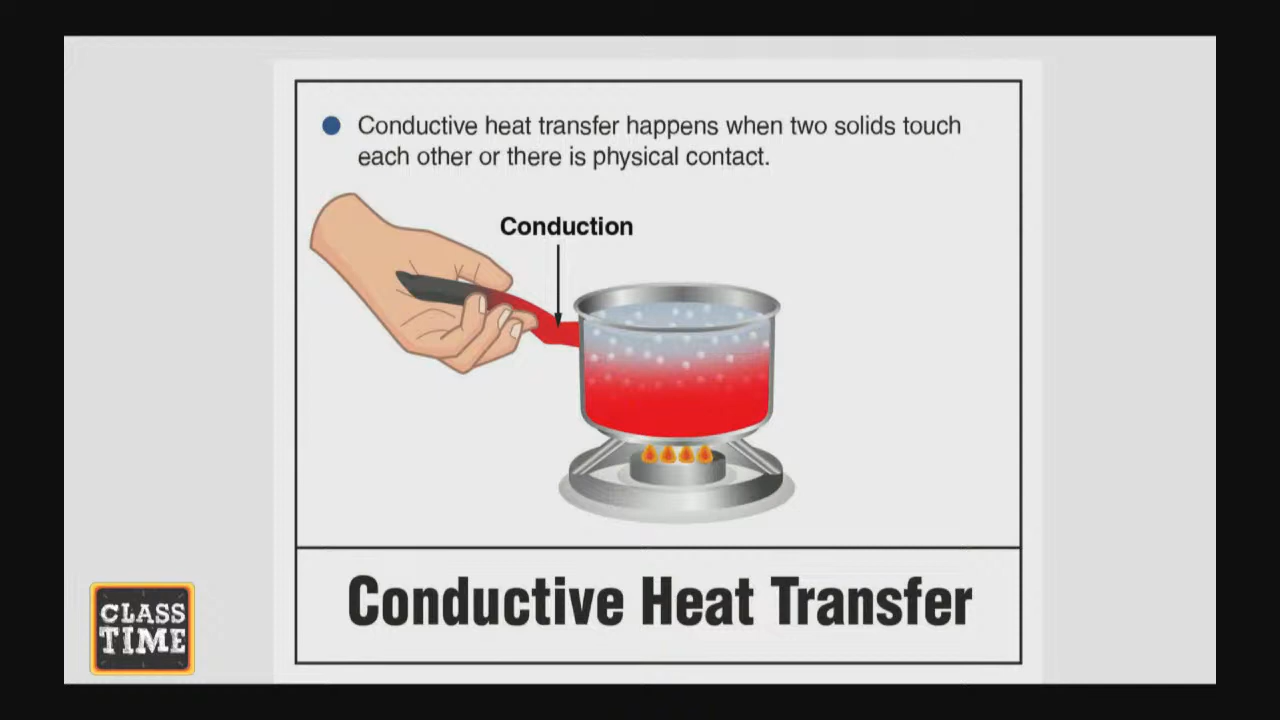 Conductive heat transfer happens when two solids touch
each other or there is physical contact.
Conduction
Conductive Heat Transfer
CLASS
TIME